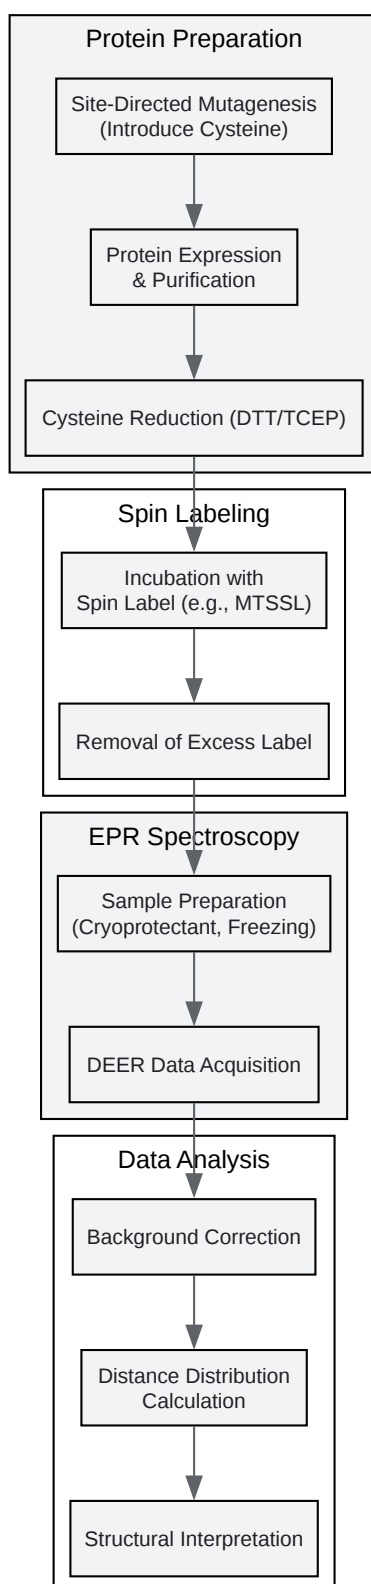 Protein Preparation
Site-Directed Mutagenesis
(Introduce Cysteine)
Protein Expression
& Purification
Cysteine Reduction (DTT/TCEP)
Spin Labeling
Incubation with
Spin Label (e.g., MTSSL)
Removal of Excess Label
EPR Spectroscopy
Sample Preparation
(Cryoprotectant, Freezing)
DEER Data Acquisition
Data Analysis
Background Correction
Distance Distribution
Calculation
Structural Interpretation